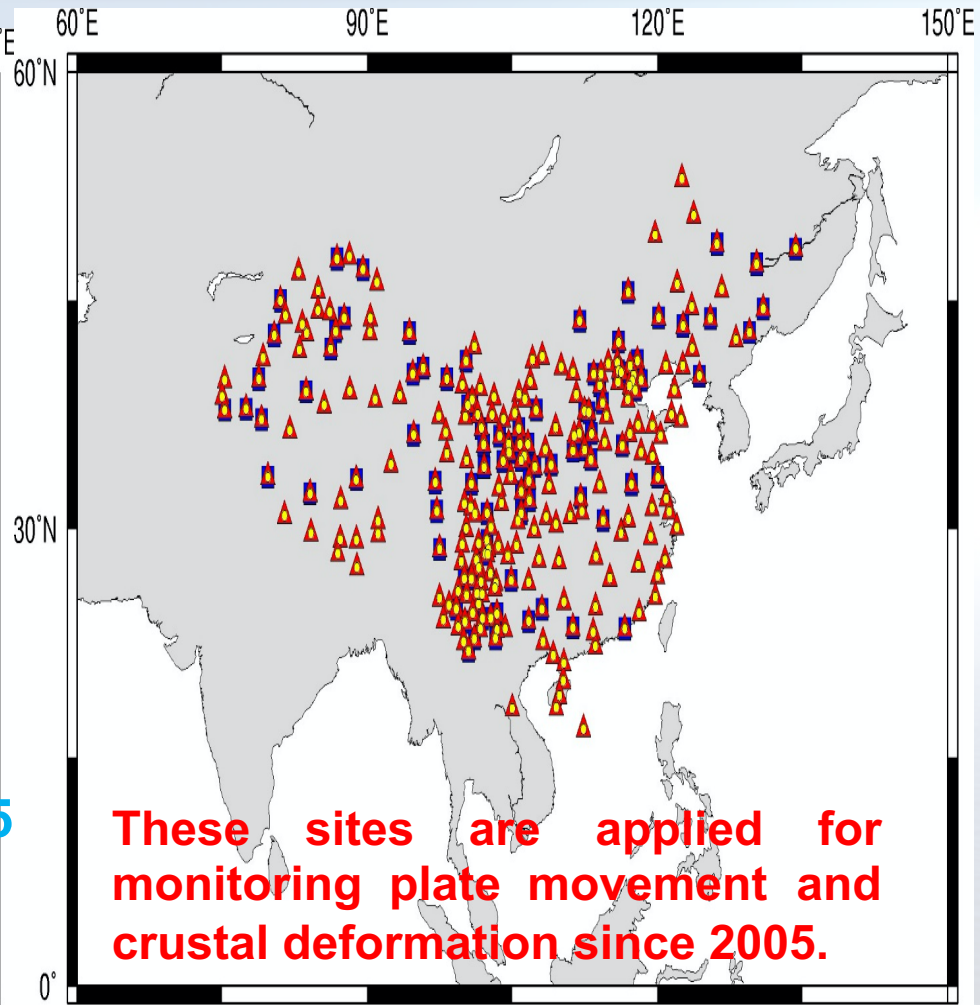 60°E 90°E 120°E 150°E
°E
60°N
30°N
5
These sites are applied for
monitoring plate movement and
crustal deformation since 2005.
0°